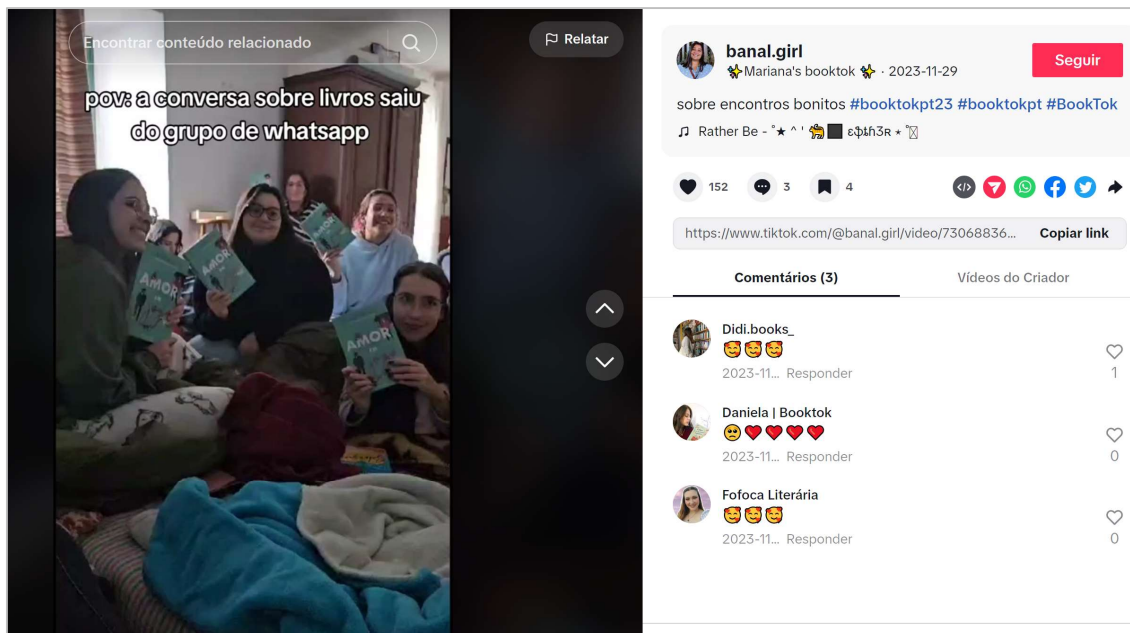 Encontrar conteúdo relacionado
Relatar
pov: a conversa sobre livros saiu
do grupo de whatsapp
AMOR
AMOR
AMOR
banal.girl
✨Mariana's booktok ✨ · 2023-11-29
Seguir
sobre encontros bonitos #booktokpt23 #booktokpt #BookTok
Rather Be -
152
3
4
https://www.tiktok.com/@banal.girl/video/73068836...
Copiar link
Comentários (3)
Vídeos do Criador
Didi.books_
🥰🥰🥰
2023-11... Responder
1
Daniela | Booktok
🥺❤️❤️❤️❤️
2023-11... Responder
0
Fofoca Literária
🥰🥰🥰
2023-11... Responder
0